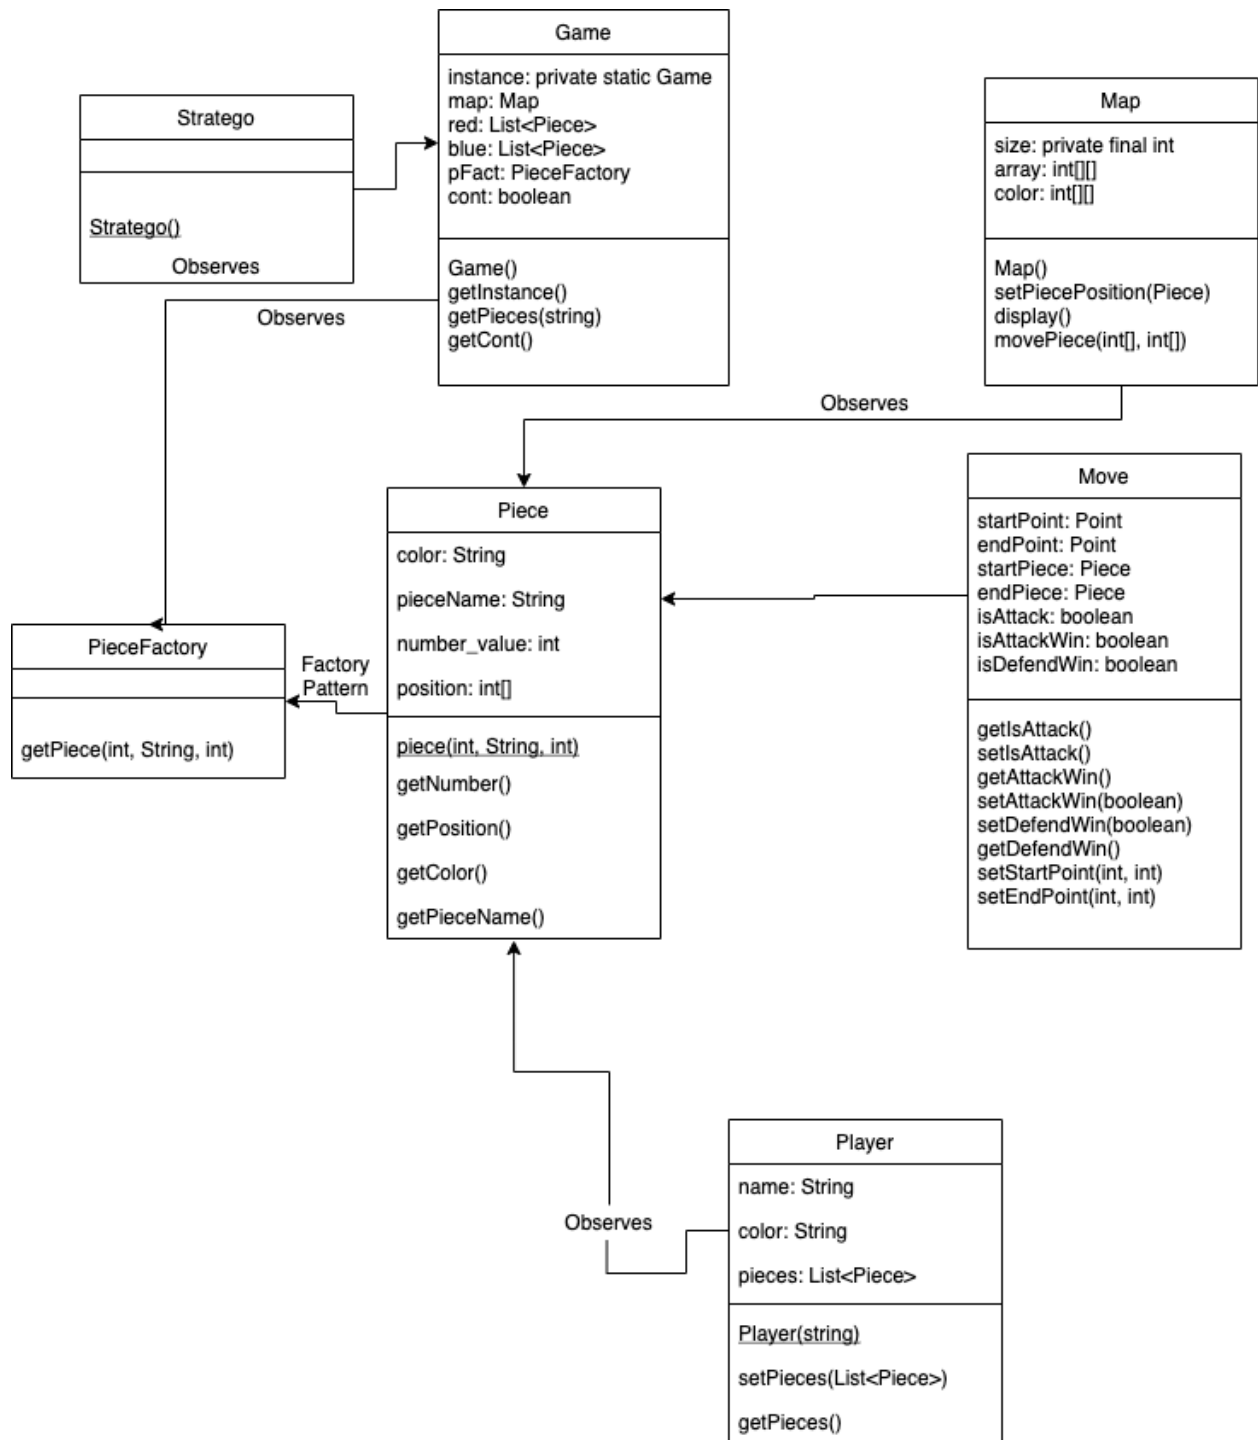 Game
instance: private static Game
map: Map
red: List<Piece>
blue: List<Piece>
pFact: PieceFactory
cont: boolean
Game()
getInstance()
getPieces(string)
getCont()
Stratego
Stratego()
Observes
Observes
Map
size: private final int
array: int[][]
color: int[][]
Map()
setPiecePosition(Piece)
display()
movePiece(int[], int[])
Observes
Piece
color: String
pieceName: String
number_value: int
position: int[]
piece(int, String, int)
getNumber()
getPosition()
getColor()
getPieceName()
Move
startPoint: Point
endPoint: Point
startPiece: Piece
endPiece: Piece
isAttack: boolean
isAttackWin: boolean
isDefendWin: boolean
getIsAttack()
setIsAttack()
getAttackWin()
setAttackWin(boolean)
setDefendWin(boolean)
getDefendWin()
setStartPoint(int, int)
setEndPoint(int, int)
PieceFactory
getPiece(int, String, int)
Factory
Pattern
Observes
Player
name: String
color: String
pieces: List<Piece>
Player(string)
setPieces(List<Piece>)
getPieces()